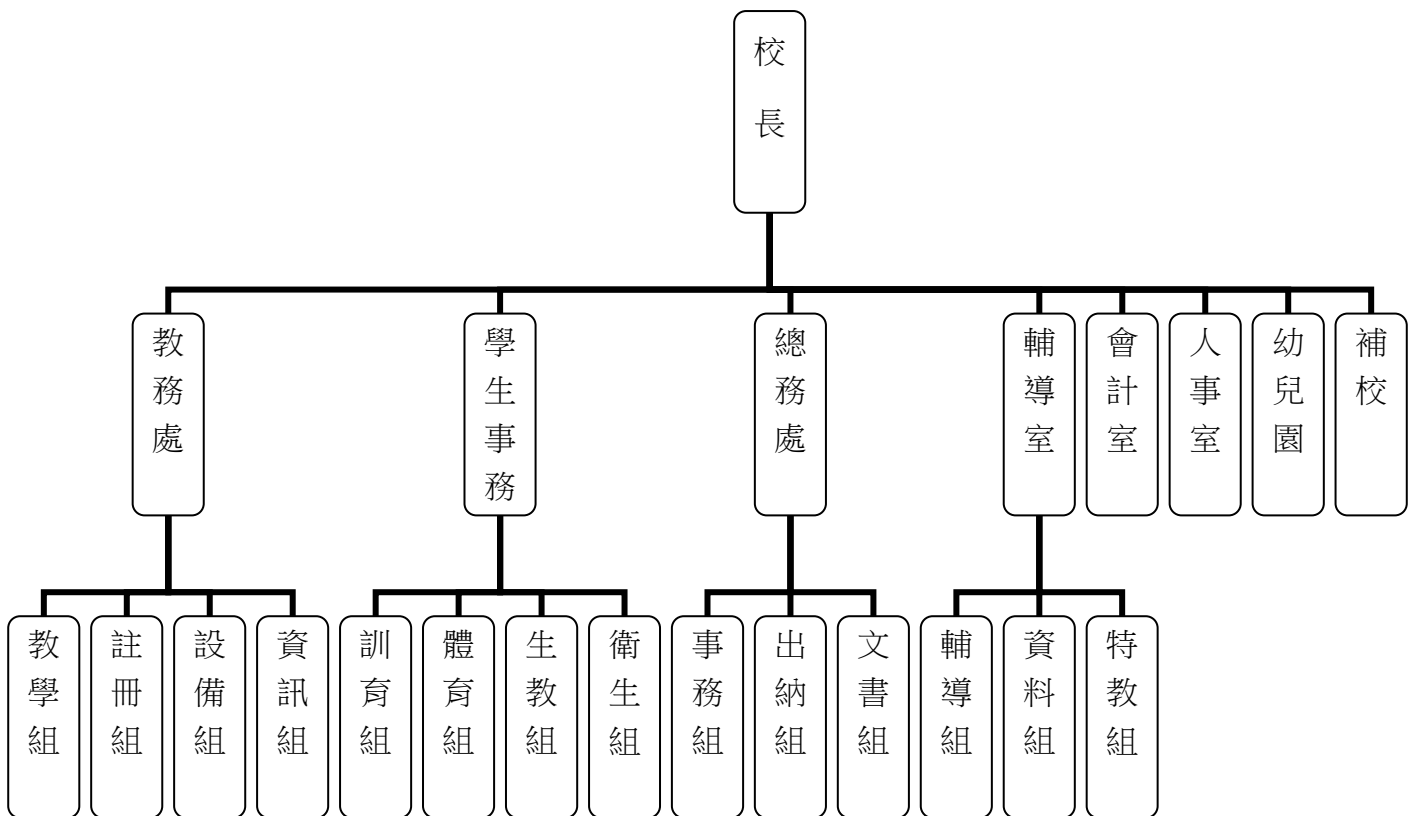 校長
教務處
學生事務
總務處
輔導室
會計室
人事室
幼兒園
補校
教學組
註冊組
設備組
資訊組
訓育組
體育組
生教組
衛生組
事務組
出納組
文書組
輔導組
資料組
特教組